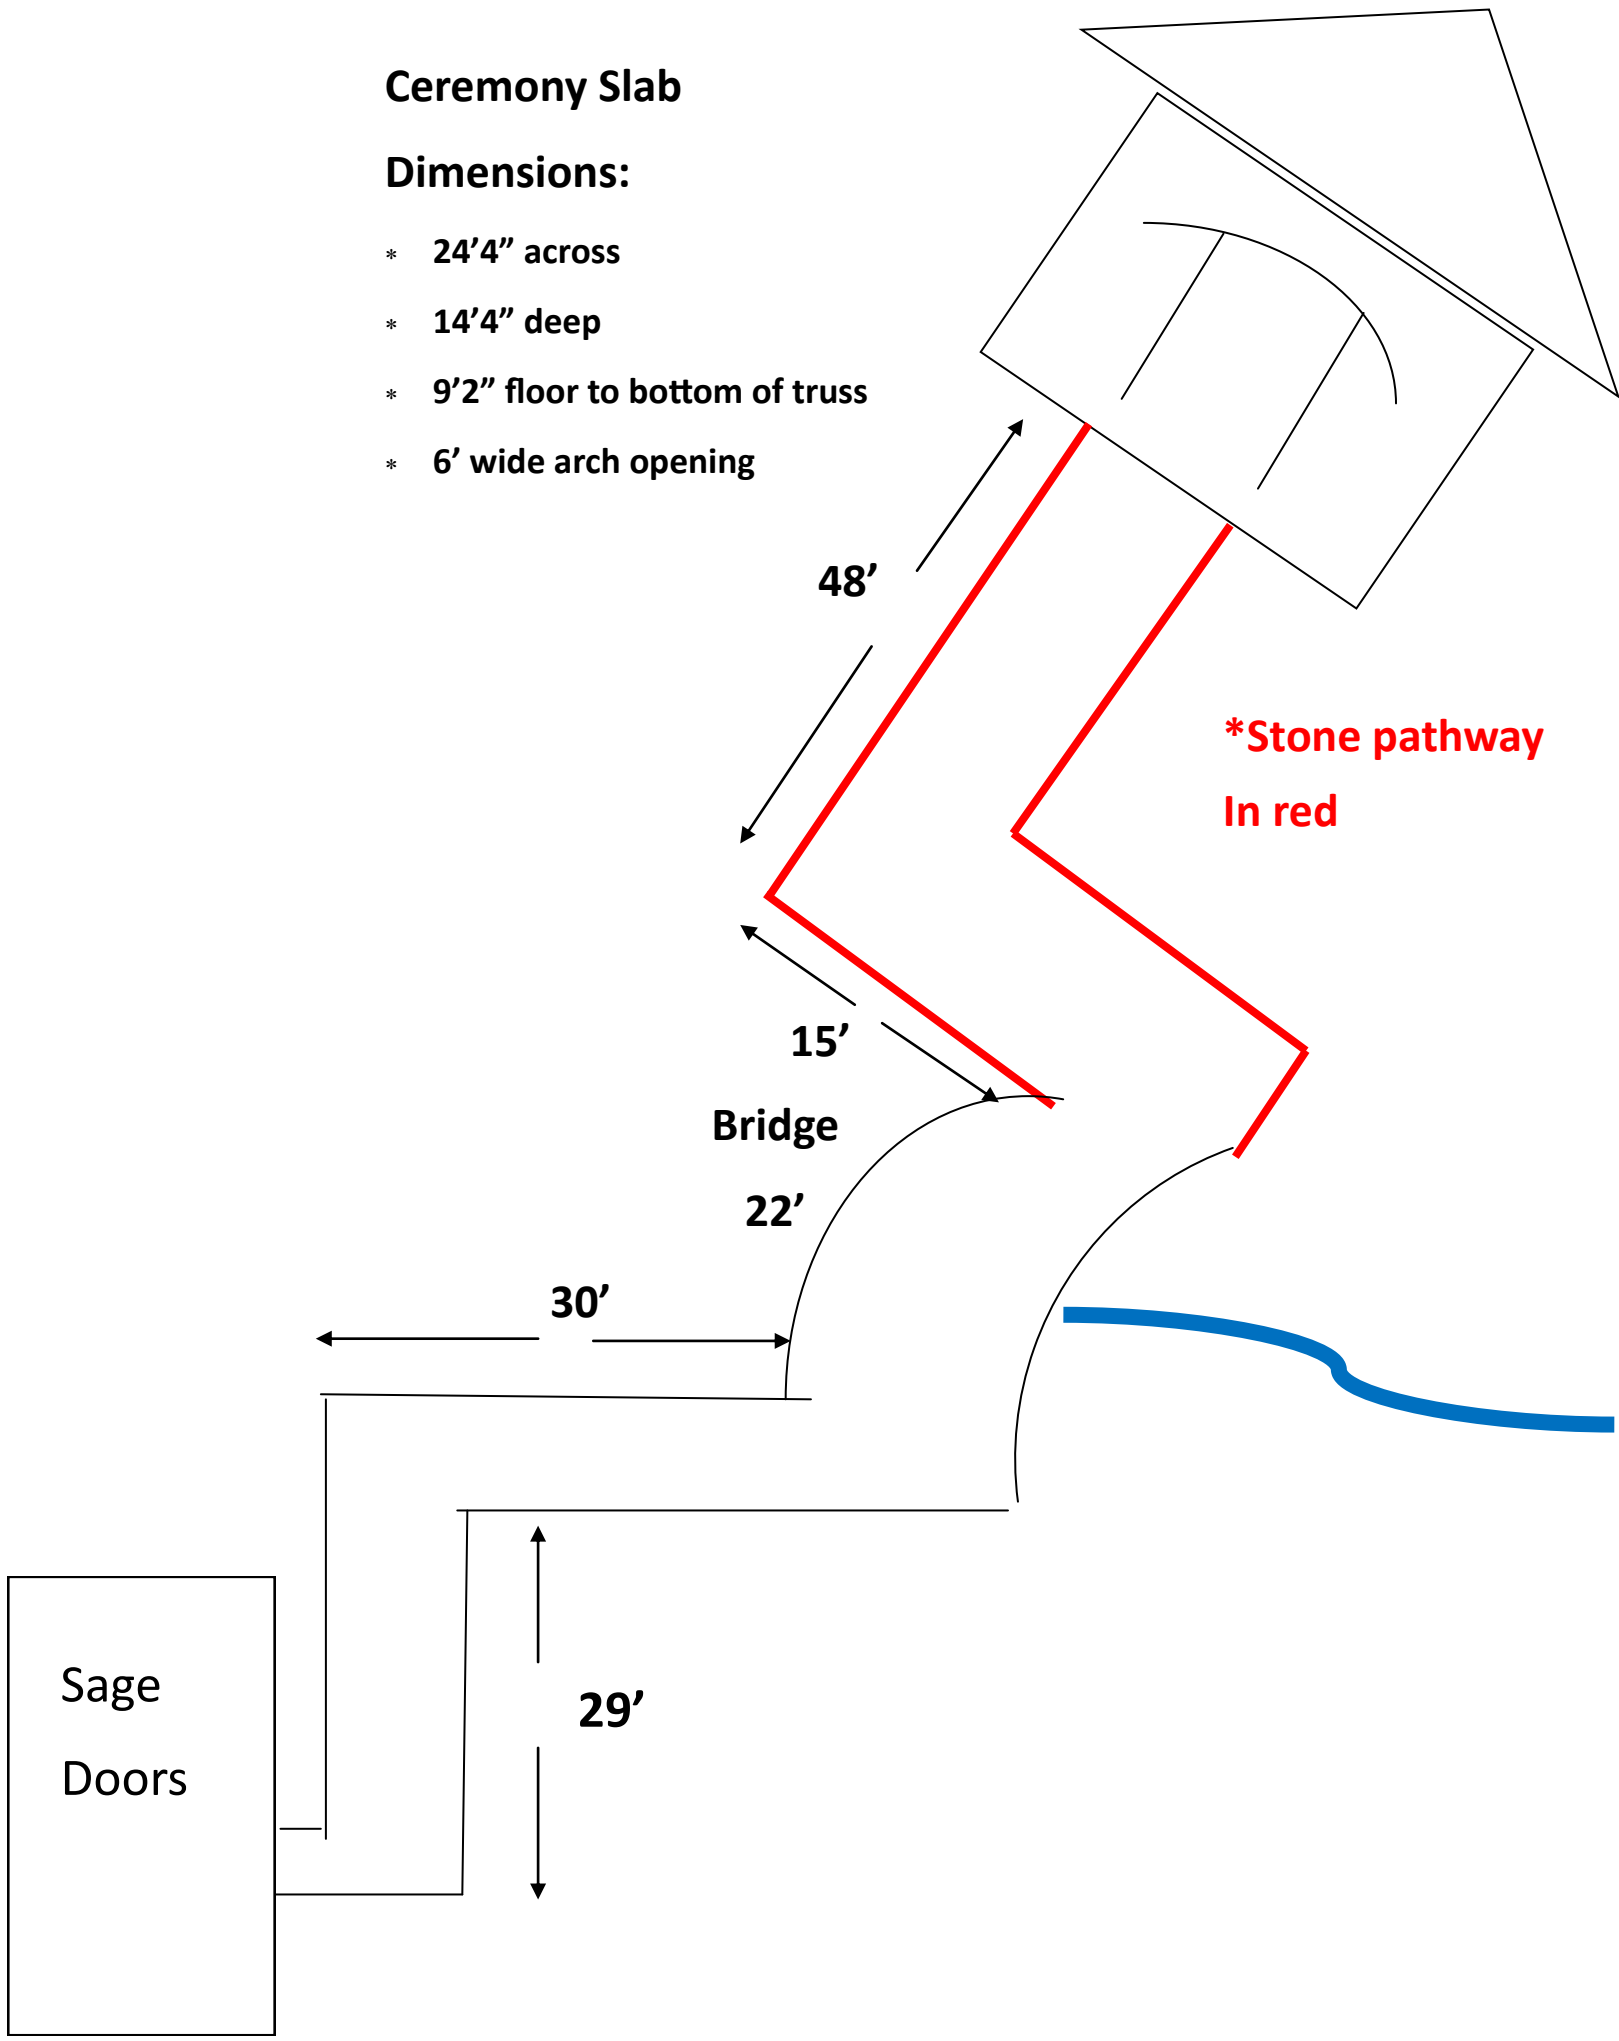 Ceremony Slab
Dimensions:
* 24’4” across
* 14’4” deep
* 9’2” floor to bottom of truss
* 6’ wide arch opening
48’
*Stone pathway
In red
15’
Bridge
22’
30’
29’
Sage
Doors